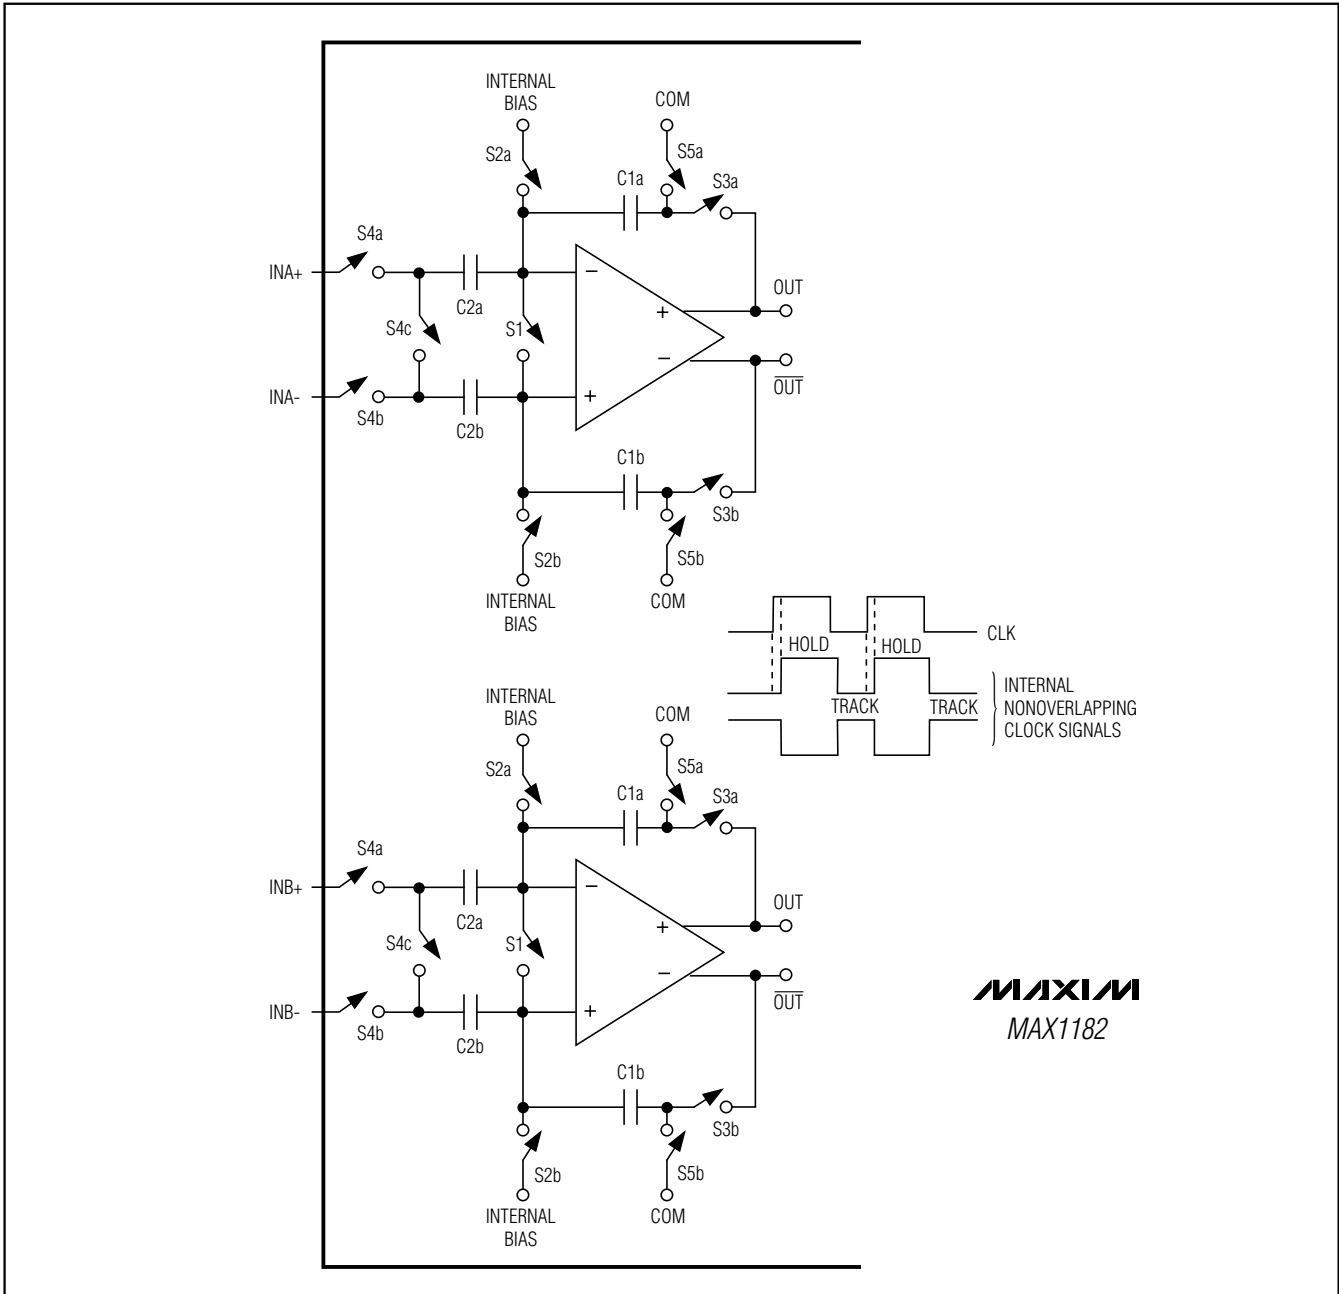 INTERNAL
BIAS
COM
S2a
S5a
C1a
S3a
S4a
INA+
−
C2a
OUT
+
S4c
S1
−
OUT
INA-
+
S4b
C2b
C1b
S3b
S2b
S5b
INTERNAL
BIAS
COM
CLK
HOLD
HOLD
TRACK
TRACK
INTERNAL
NONOVERLAPPING
CLOCK SIGNALS
INTERNAL
BIAS
COM
S2a
S5a
C1a
S3a
S4a
INB+
−
C2a
OUT
+
S4c
S1
−
OUT
INB-
+
S4b
C2b
C1b
S3b
S2b
S5b
INTERNAL
BIAS
COM
MAXIM
MAX1182